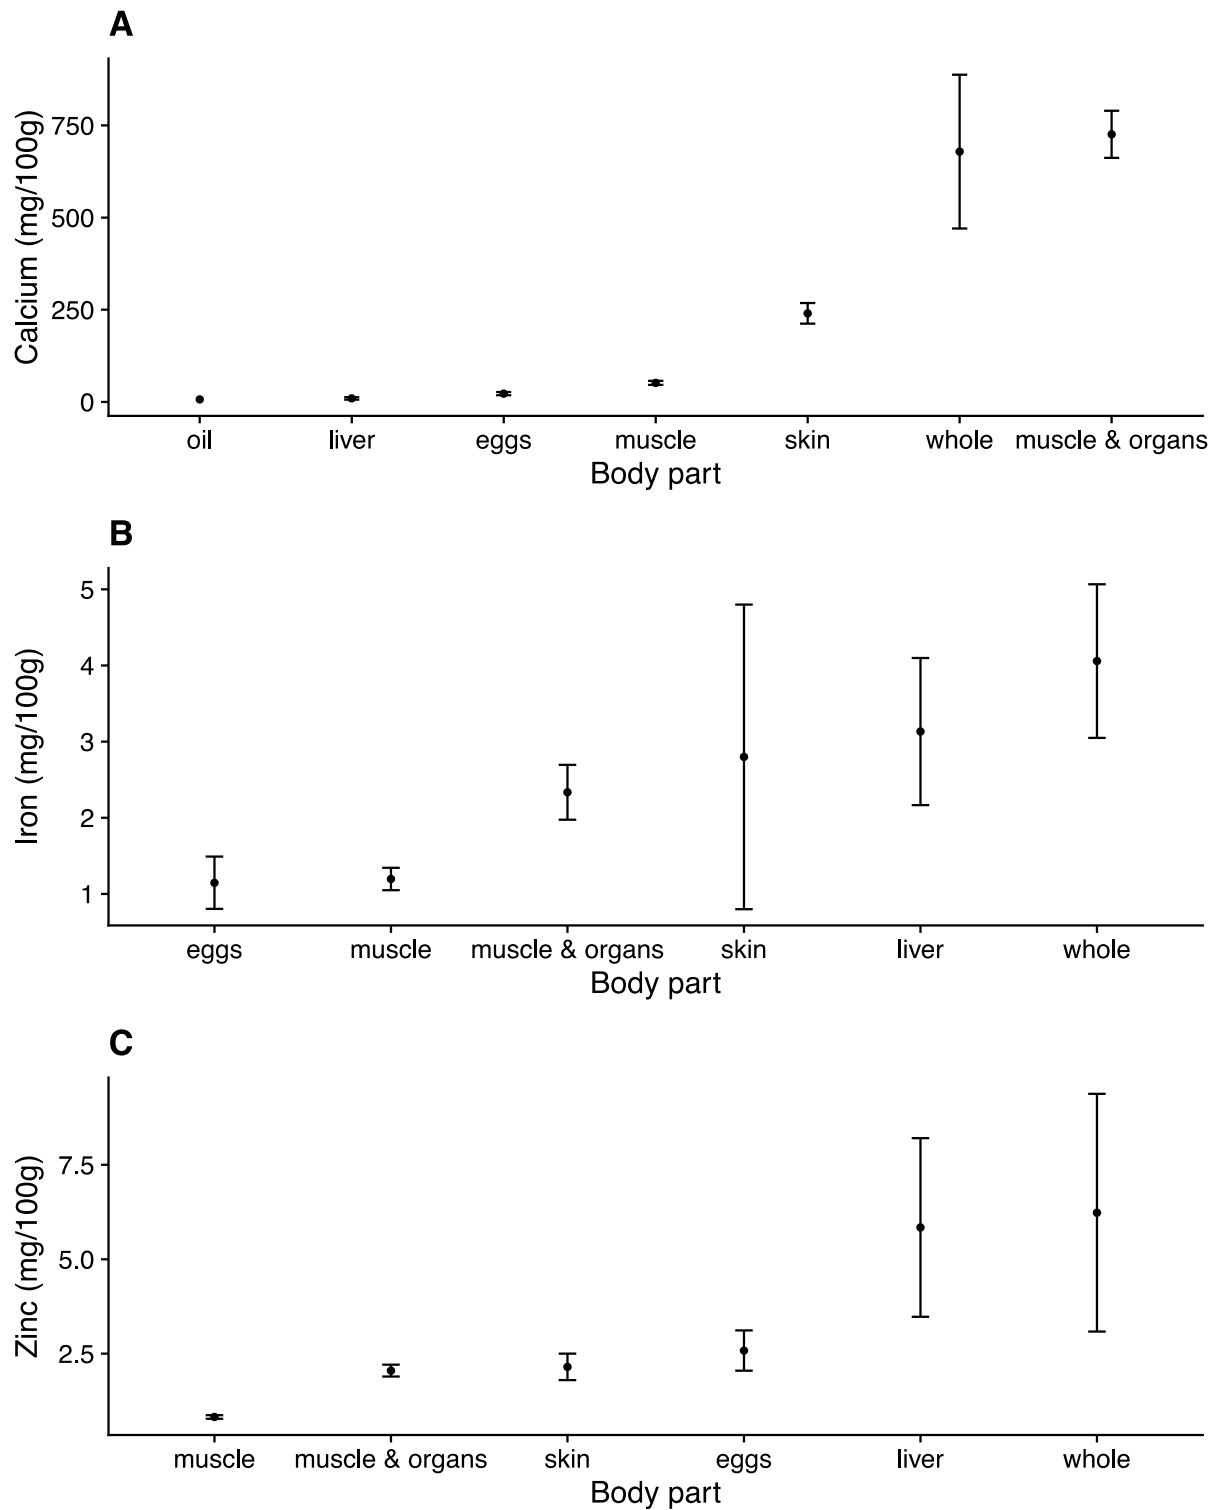 A
Calcium (mg/100g)
750
500
250
0
oil liver eggs muscle skin whole muscle & organs
Body part
B
Iron (mg/100g)
5
4
3
2
1
eggs muscle muscle & organs skin liver whole
Body part
C
Zinc (mg/100g)
7.5
5.0
2.5
muscle muscle & organs skin eggs liver whole
Body part